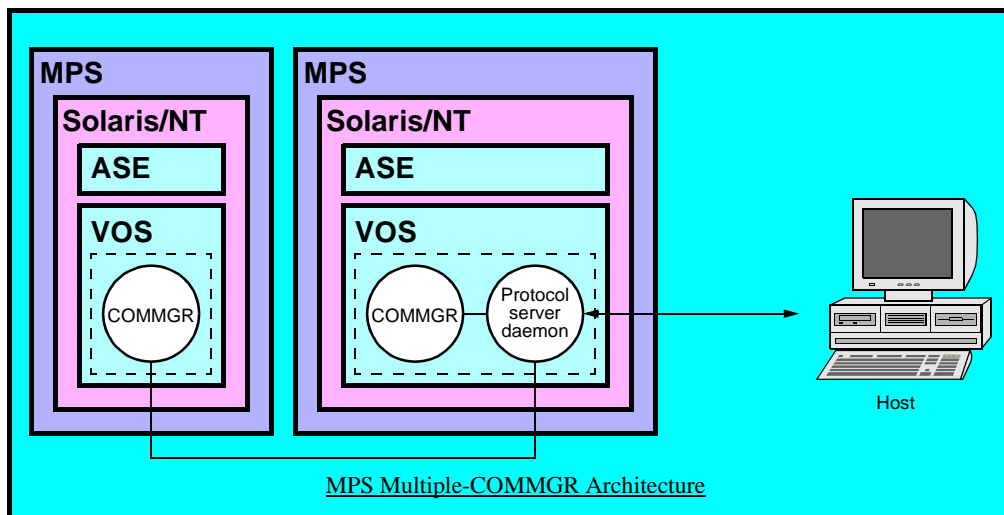 MPS
Solaris/NT
ASE
VOS
COMMGR
MPS
Solaris/NT
ASE
VOS
COMMGR
Protocol
server
daemon
Host
MPS Multiple-COMMGR Architecture